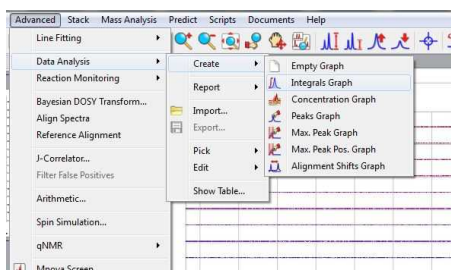 Advanced Stack Mass Analysis Predict Scripts Documents Help
Line Fitting
Data Analysis
Reaction Monitoring
Bayesian DOSY Transform...
Align Spectra
Reference Alignment
J-Correlator...
Filter False Positives
Arithmetic...
Spin Simulation...
qNMR
Mnova Screen
Create
Report
Import...
Export...
Pick
Edit
Show Table...
Empty Graph
Integrals Graph
Concentration Graph
Peaks Graph
Max. Peak Graph
Max. Peak Pos. Graph
Alignment Shifts Graph